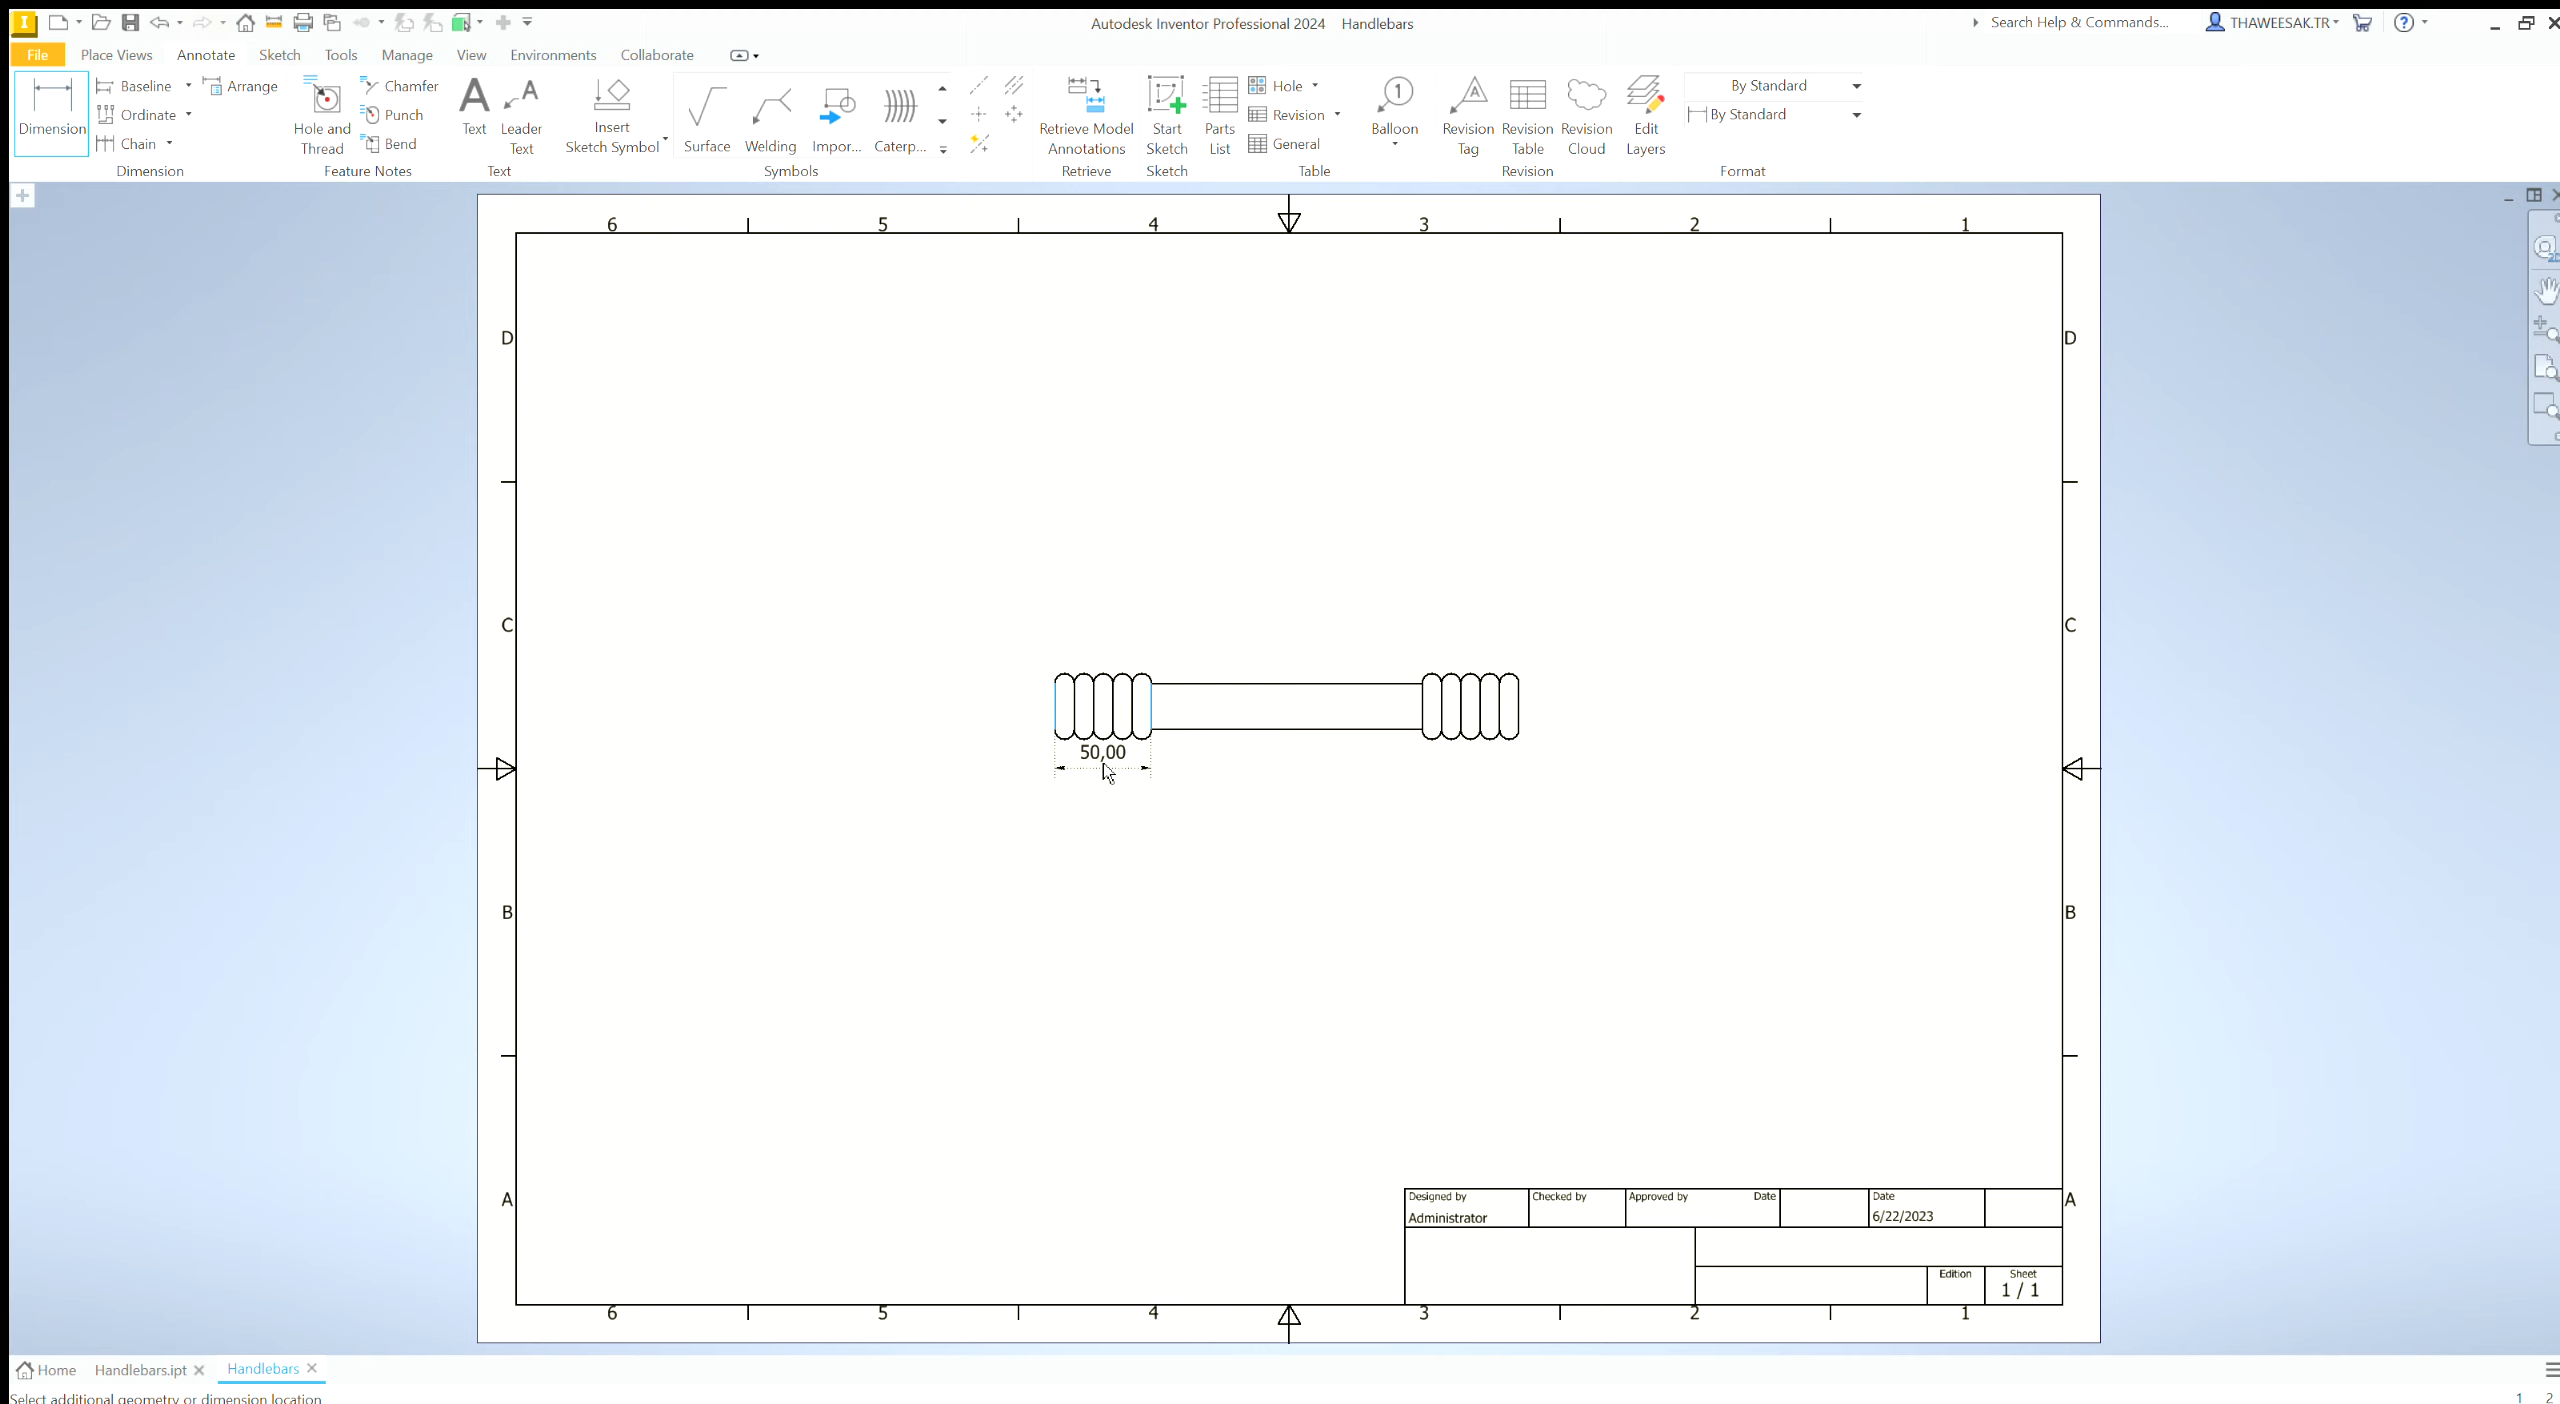 I
Autodesk Inventor Professional 2024 Handlebars
Search Help & Commands...
THAWEESAK.TR
File Place Views Annotate Sketch Tools Manage View Environments Collaborate
Dimension
Baseline
Ordinate
Chain
Arrange
Dimension
Hole and Thread
Chamfer
Punch
Bend
Feature Notes
Text
Leader Text
Text
Insert Sketch Symbol
Surface
Welding
Impor...
Caterp...
Symbols
Retrieve Model Annotations
Retrieve
Start Sketch
Sketch
Parts List
Hole
Revision
General
Table
1
Balloon
Revision Tag
Revision Table
Revision Cloud
Edit Layers
Revision
By Standard
By Standard
Format
6 5 4 3 2 1
D D
C C
50,00
B B
A A
Designed by
Administrator
Checked by
Approved by Date
Date
6/22/2023
Edition
Sheet
1 / 1
6 5 4 3 2 1
Home Handlebars.ipt Handlebars
Select additional geometry or dimension location
1 2